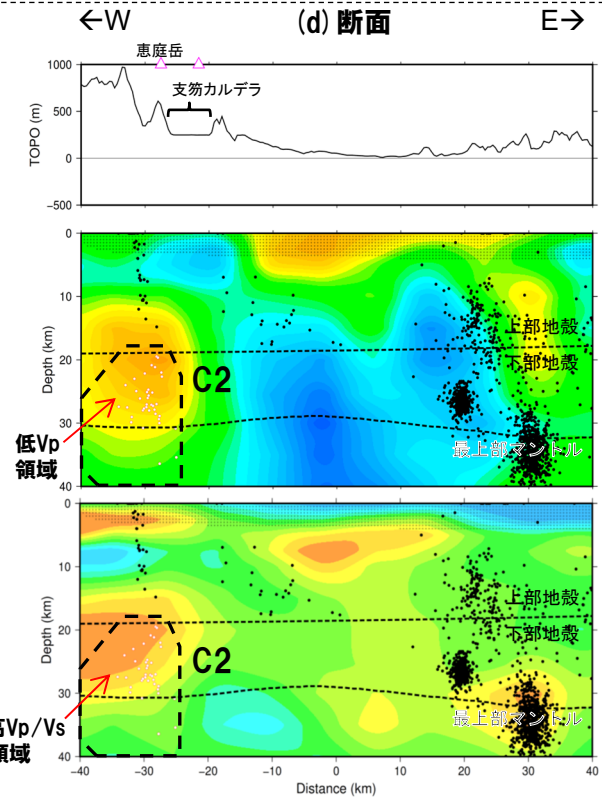 ←W (d) 断面 E→
恵庭岳
支笏カルデラ
TOPO (m)
1000
500
0
−500
Depth (km)
0
10
20
30
40
上部地殻
下部地殻
C2
低Vp
領域
最上部マントル
Depth (km)
0
10
20
30
40
上部地殻
下部地殻
C2
高Vp/Vs
領域
最上部マントル
−40 −30 −20 −10 0 10 20 30 40
Distance (km)